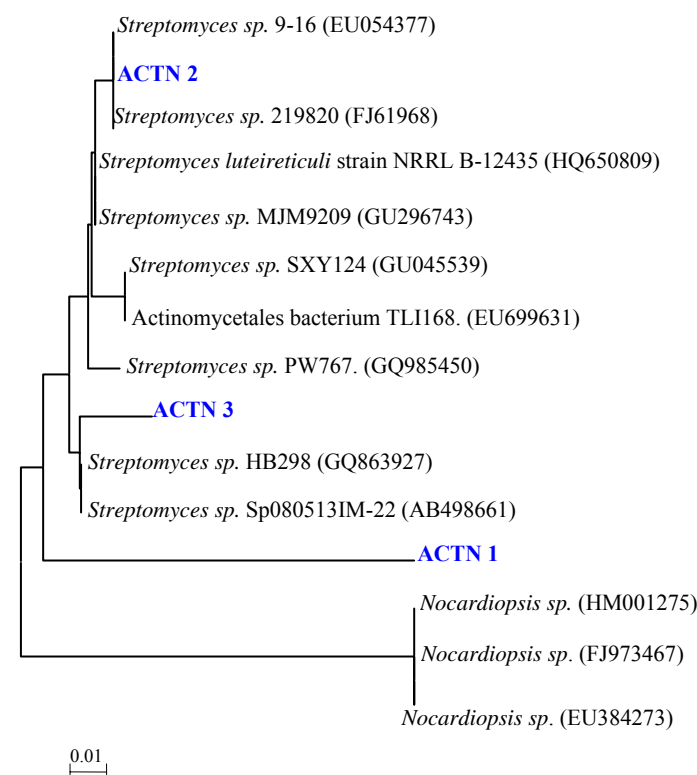 Streptomyces sp. 9-16 (EU054377)
ACTN 2
Streptomyces sp. 219820 (FJ61968)
Streptomyces luteireticuli strain NRRL B-12435 (HQ650809)
Streptomyces sp. MJM9209 (GU296743)
Streptomyces sp. SXY124 (GU045539)
Actinomycetales bacterium TLI168. (EU699631)
Streptomyces sp. PW767. (GQ985450)
ACTN 3
Streptomyces sp. HB298 (GQ863927)
Streptomyces sp. Sp080513IM-22 (AB498661)
ACTN 1
Nocardiopsis sp. (HM001275)
Nocardiopsis sp. (FJ973467)
Nocardiopsis sp. (EU384273)
0.01